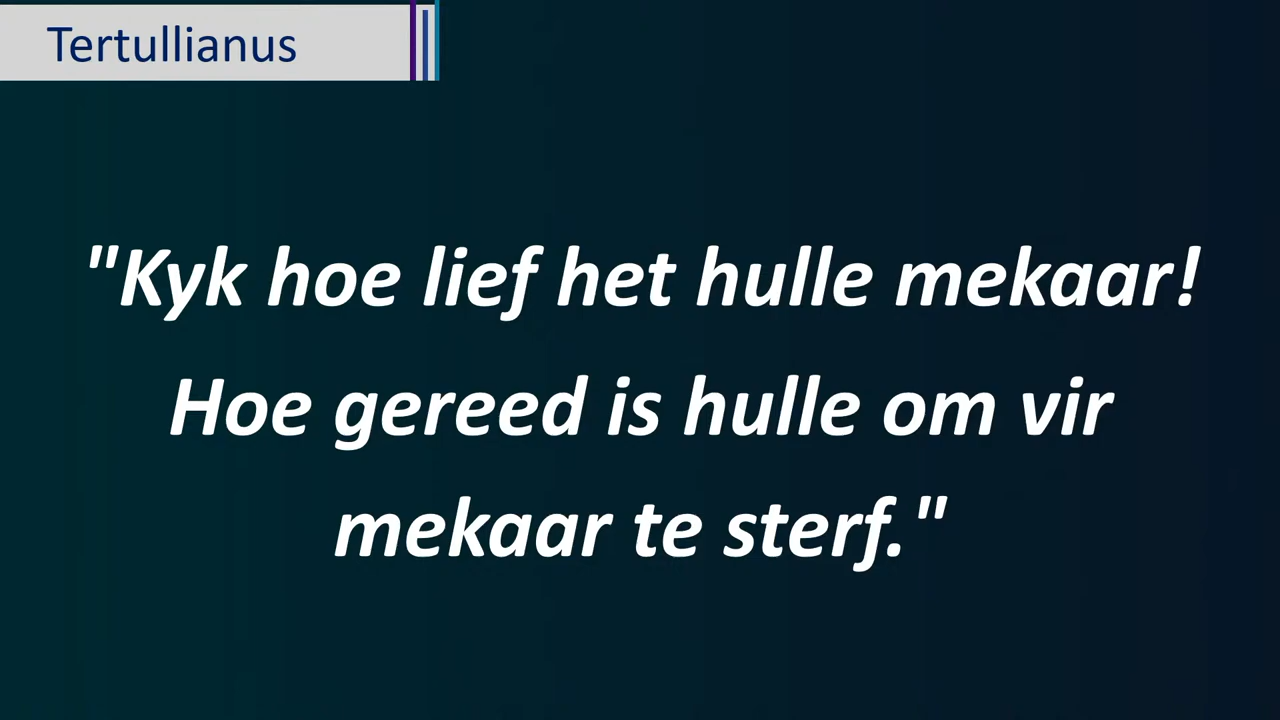 Tertullianus
"Kyk hoe lief het hulle mekaar!
Hoe gereed is hulle om vir
mekaar te sterf."